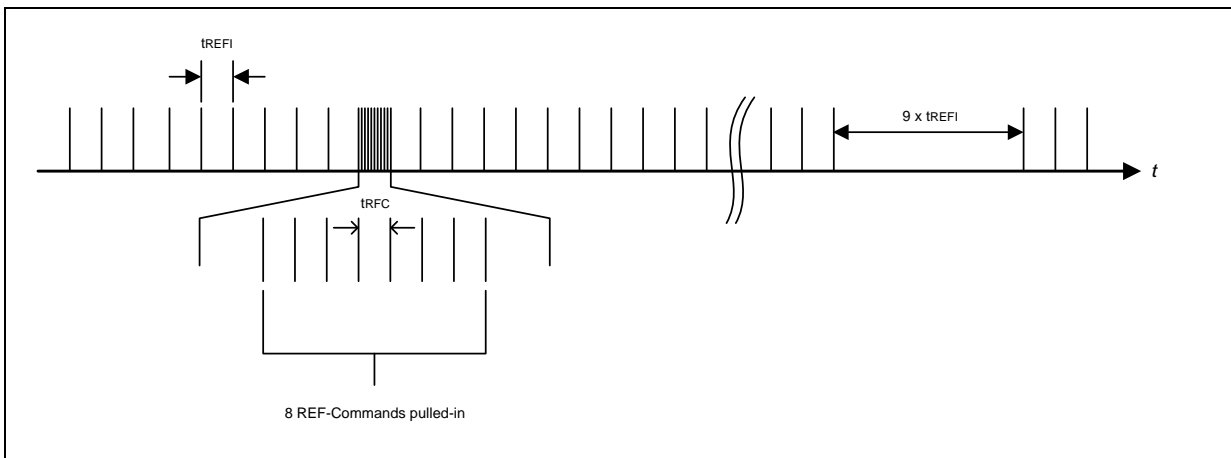 tREFI
9 x tREFI
t
tRFC
8 REF-Commands pulled-in